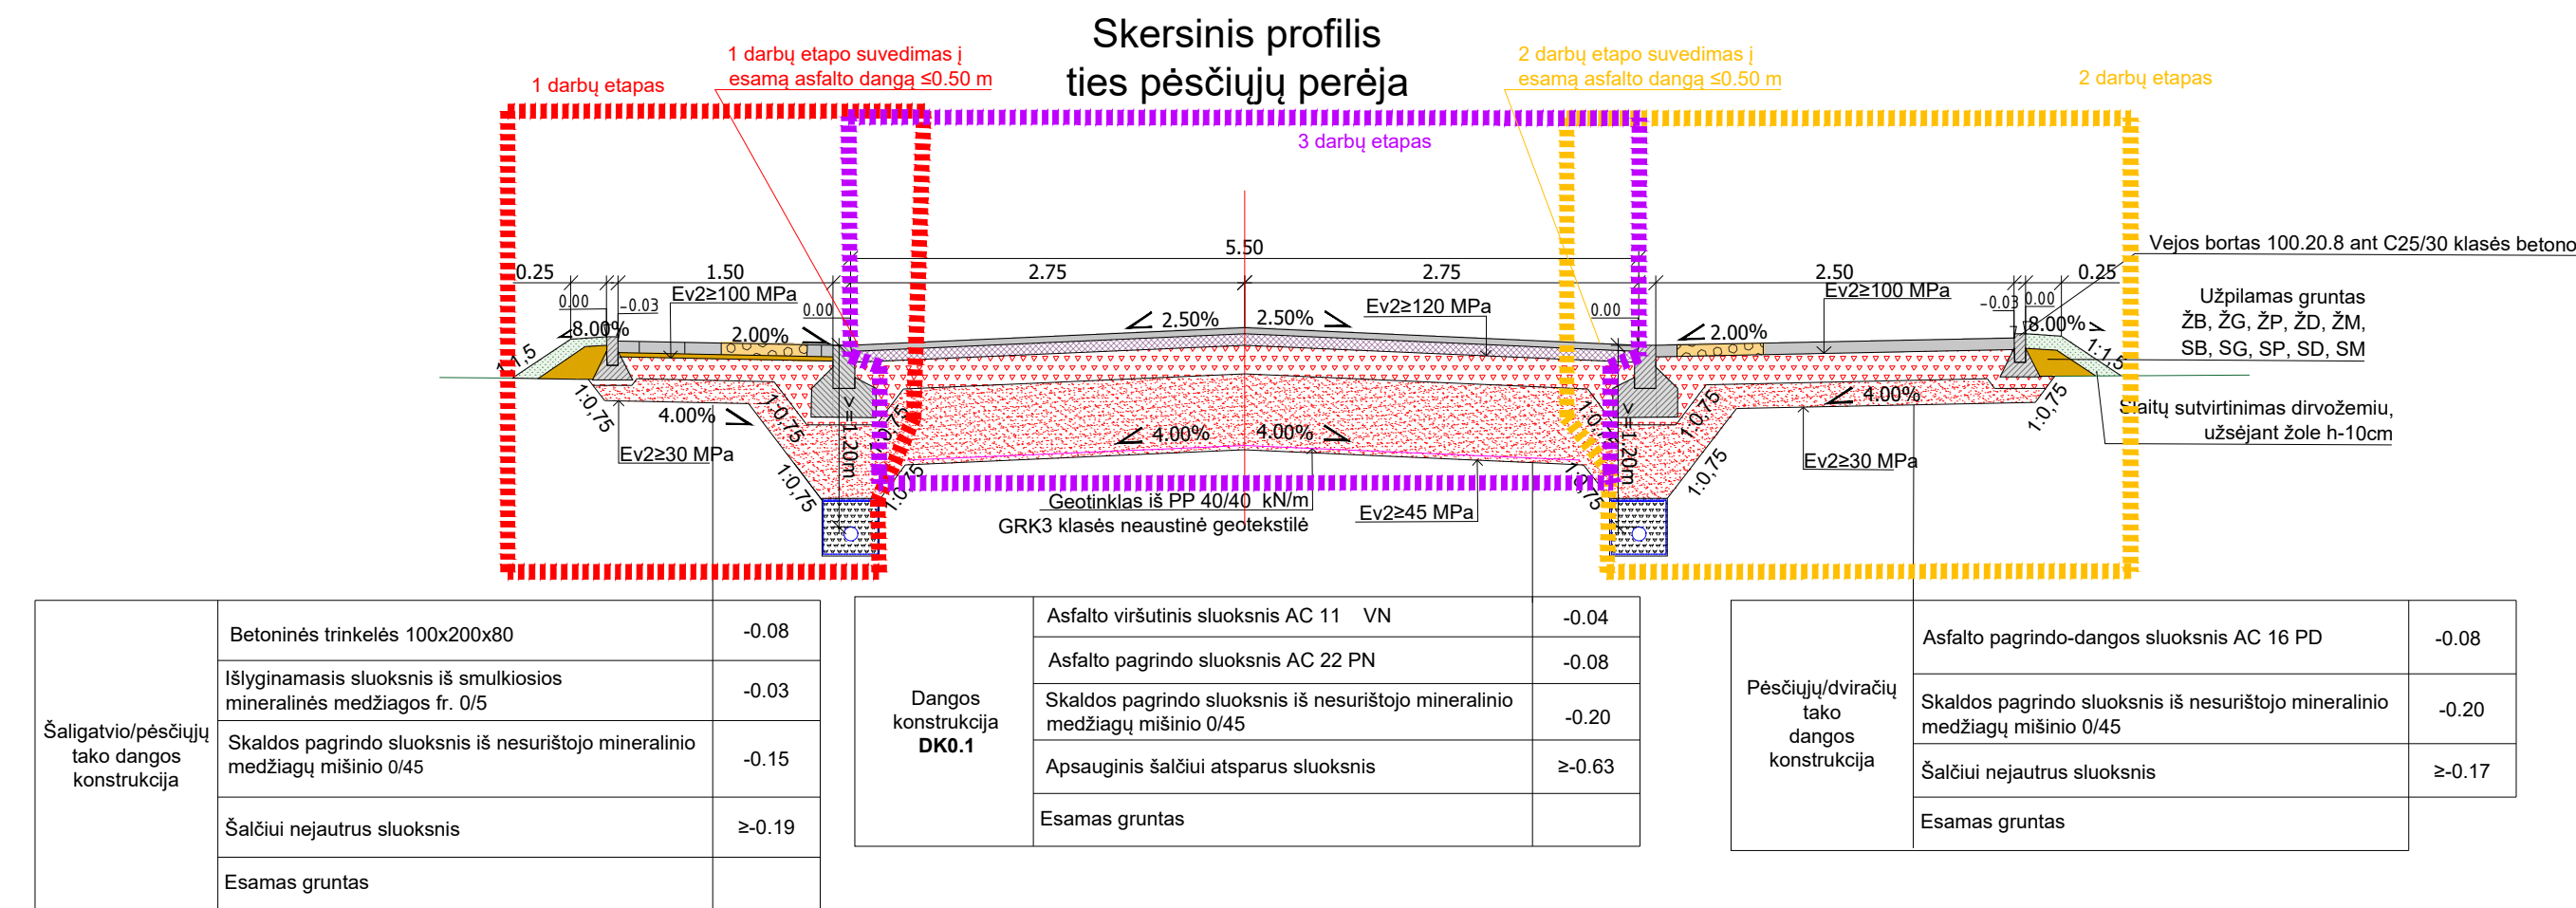 Skersinis profilis
ties pėsčiųjų perėja
1 darbų etapas
1 darbų etapo suvedimas į
esamą asfalto dangą ≤0.50 m
2 darbų etapo suvedimas į
esamą asfalto dangą ≤0.50 m
2 darbų etapas
3 darbų etapas
5.50
0.25
1.50
2.75
2.75
2.50
0.25
0.00
-0.03
Ev2≥100 MPa
0.00
Ev2≥120 MPa
0.00
Ev2≥100 MPa
-0.03
0.00
8.00%
2.00%
2.50%
2.50%
2.00%
8.00%
1:1,5
1:0,75
4.00%
1:0,75
1:0,75
Ev2≥30 MPa
>=1.20m
1:0,75
4.00%
4.00%
1:0,75
>=1.20m
1:0,75
1:0,75
4.00%
1:0,75
1:1,5
Ev2≥30 MPa
Geotinklas iš PP 40/40 kN/m
GRK3 klasės neaustinė geotekstilė
Ev2≥45 MPa
Vejos bortas 100.20.8 ant C25/30 klasės betono
Užpilamas gruntas
ŽB, ŽG, ŽP, ŽD, ŽM,
SB, SG, SP, SD, SM
Šlaitų sutvirtinimas dirvožemiu,
užsėjant žole h-10cm
Šaligatvio/pėsčiųjų
tako dangos
konstrukcija
Betoninės trinkelės 100x200x80
-0.08
Išlyginamasis sluoksnis iš smulkiosios
mineralinės medžiagos fr. 0/5
-0.03
Skaldos pagrindo sluoksnis iš nesurištojo mineralinio
medžiagų mišinio 0/45
-0.15
Šalčiui nejautrus sluoksnis
≥-0.19
Esamas gruntas
Dangos
konstrukcija
DK0.1
Asfalto viršutinis sluoksnis AC 11 VN
-0.04
Asfalto pagrindo sluoksnis AC 22 PN
-0.08
Skaldos pagrindo sluoksnis iš nesurištojo mineralinio
medžiagų mišinio 0/45
-0.20
Apsauginis šalčiui atsparus sluoksnis
≥-0.63
Esamas gruntas
Pėsčiųjų/dviračių
tako
dangos
konstrukcija
Asfalto pagrindo-dangos sluoksnis AC 16 PD
-0.08
Skaldos pagrindo sluoksnis iš nesurištojo mineralinio
medžiagų mišinio 0/45
-0.20
Šalčiui nejautrus sluoksnis
≥-0.17
Esamas gruntas